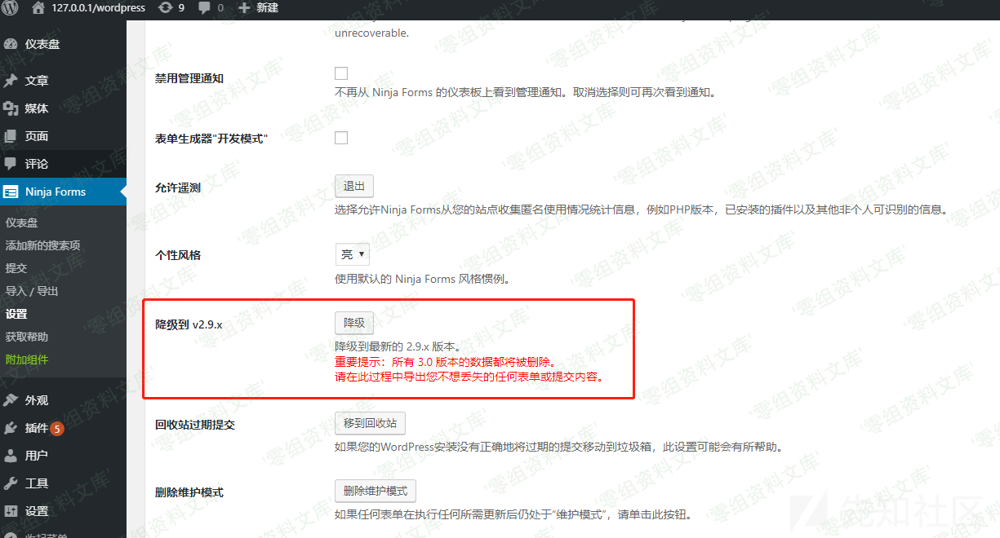 127.0.0.1/wordpress 9 0 新建
仪表盘
文章
媒体
页面
评论
Ninja Forms
仪表盘
添加新的搜索项
提交
导入 / 导出
设置
获取帮助
附加组件
外观
插件 5
用户
工具
设置
收起菜单
unrecoverable.
禁用管理通知
不再从 Ninja Forms 的仪表板上看到管理通知。取消选择则可再次看到通知。
表单生成器"开发模式"
允许遥测
退出
选择允许Ninja Forms从您的站点收集匿名使用情况统计信息，例如PHP版本，已安装的插件以及其他非个人可识别的信息。
个性风格
亮
使用默认的 Ninja Forms 风格惯例。
降级到 v2.9.x
降级
降级到最新的 2.9.x 版本。
重要提示：所有 3.0 版本的数据都将被删除。
请在此过程中导出您不想丢失的任何表单或提交内容。
回收站过期提交
移到回收站
如果您的WordPress安装没有正确地将过期的提交移动到垃圾箱，此设置可能会有所帮助。
删除维护模式
删除维护模式
如果任何表单在执行任何所需更新后仍处于“维护模式”，请单击此按钮。
'零组资料文库'
先知社区